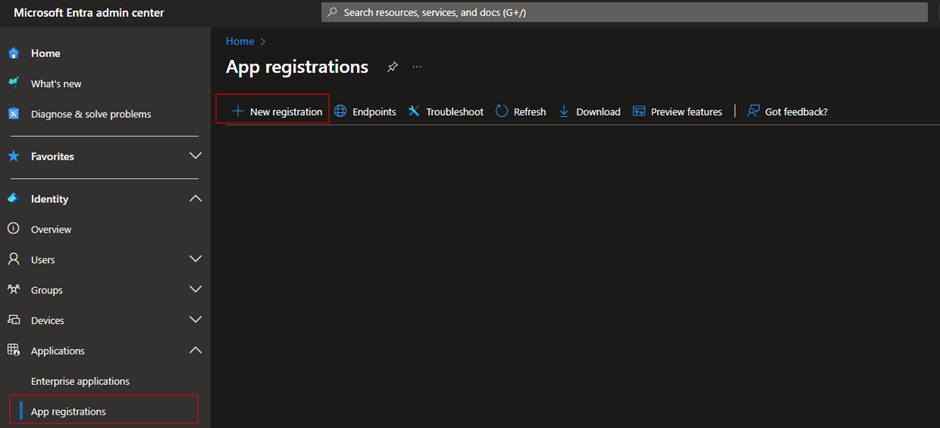 Microsoft Entra admin center
Search resources, services, and docs (G+/)
Home
What's new
Diagnose & solve problems
Favorites
Identity
Overview
Users
Groups
Devices
Applications
Enterprise applications
App registrations
Home >
App registrations
...
+ New registration
Endpoints
Troubleshoot
Refresh
Download
Preview features
Got feedback?